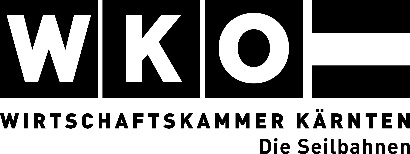 WKO
WIRTSCHAFTSKAMMER KÄRNTEN
Die Seilbahnen